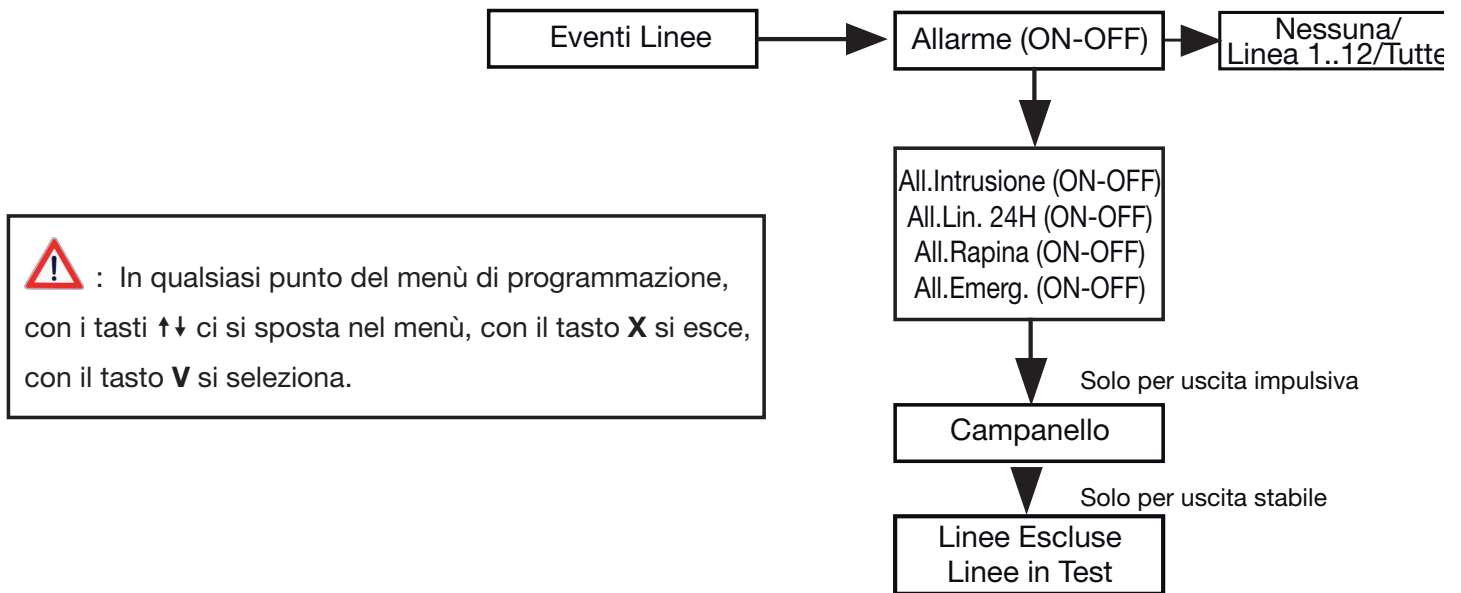 Eventi Linee
Allarme (ON-OFF)
Nessuna/
Linea 1..12/Tutte
All.Intrusione (ON-OFF)
All.Lin. 24H (ON-OFF)
All.Rapina (ON-OFF)
All.Emerg. (ON-OFF)
! : In qualsiasi punto del menù di programmazione,
con i tasti ↑↓ ci si sposta nel menù, con il tasto X si esce,
con il tasto V si seleziona.
Solo per uscita impulsiva
Campanello
Solo per uscita stabile
Linee Escluse
Linee in Test